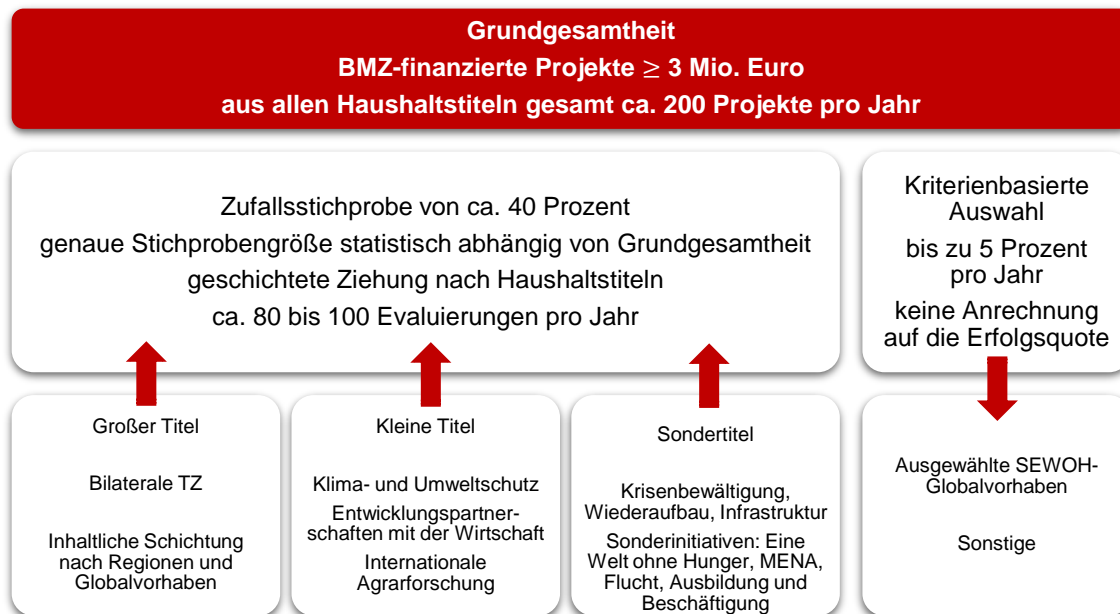 Grundgesamtheit
BMZ-finanzierte Projekte ≥ 3 Mio. Euro
aus allen Haushaltstiteln gesamt ca. 200 Projekte pro Jahr
Zufallsstichprobe von ca. 40 Prozent
genaue Stichprobengröße statistisch abhängig von Grundgesamtheit
geschichtete Ziehung nach Haushaltstiteln
ca. 80 bis 100 Evaluierungen pro Jahr
Kriterienbasierte
Auswahl
bis zu 5 Prozent
pro Jahr
keine Anrechnung
auf die Erfolgsquote
Großer Titel
Bilaterale TZ
Inhaltliche Schichtung
nach Regionen und
Globalvorhaben
Kleine Titel
Klima- und Umweltschutz
Entwicklungspartner-
schaften mit der Wirtschaft
Internationale
Agrarforschung
Sondertitel
Krisenbewältigung,
Wiederaufbau, Infrastruktur
Sonderinitiativen: Eine
Welt ohne Hunger, MENA,
Flucht, Ausbildung und
Beschäftigung
Ausgewählte SEWOH-
Globalvorhaben
Sonstige